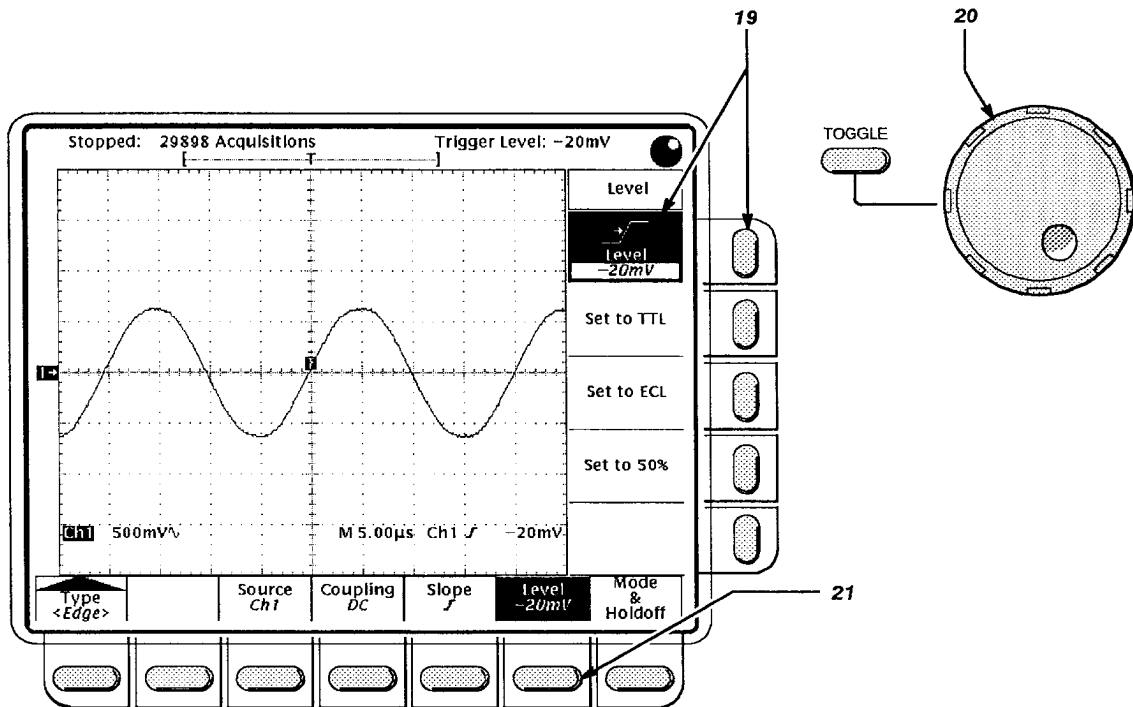 19
20
TOGGLE
Stopped: 29898 Acquisitions
Trigger Level: −20mV
[ T ]
Level
Level
−20mV
Set to TTL
Set to ECL
Set to 50%
1→
T
Ch1 500mV∿ M 5.00µs Ch1 ∫ −20mV
Type
<Edge>
Source
Ch1
Coupling
DC
Slope
∫
Level
−20mV
Mode
&
Holdoff
21